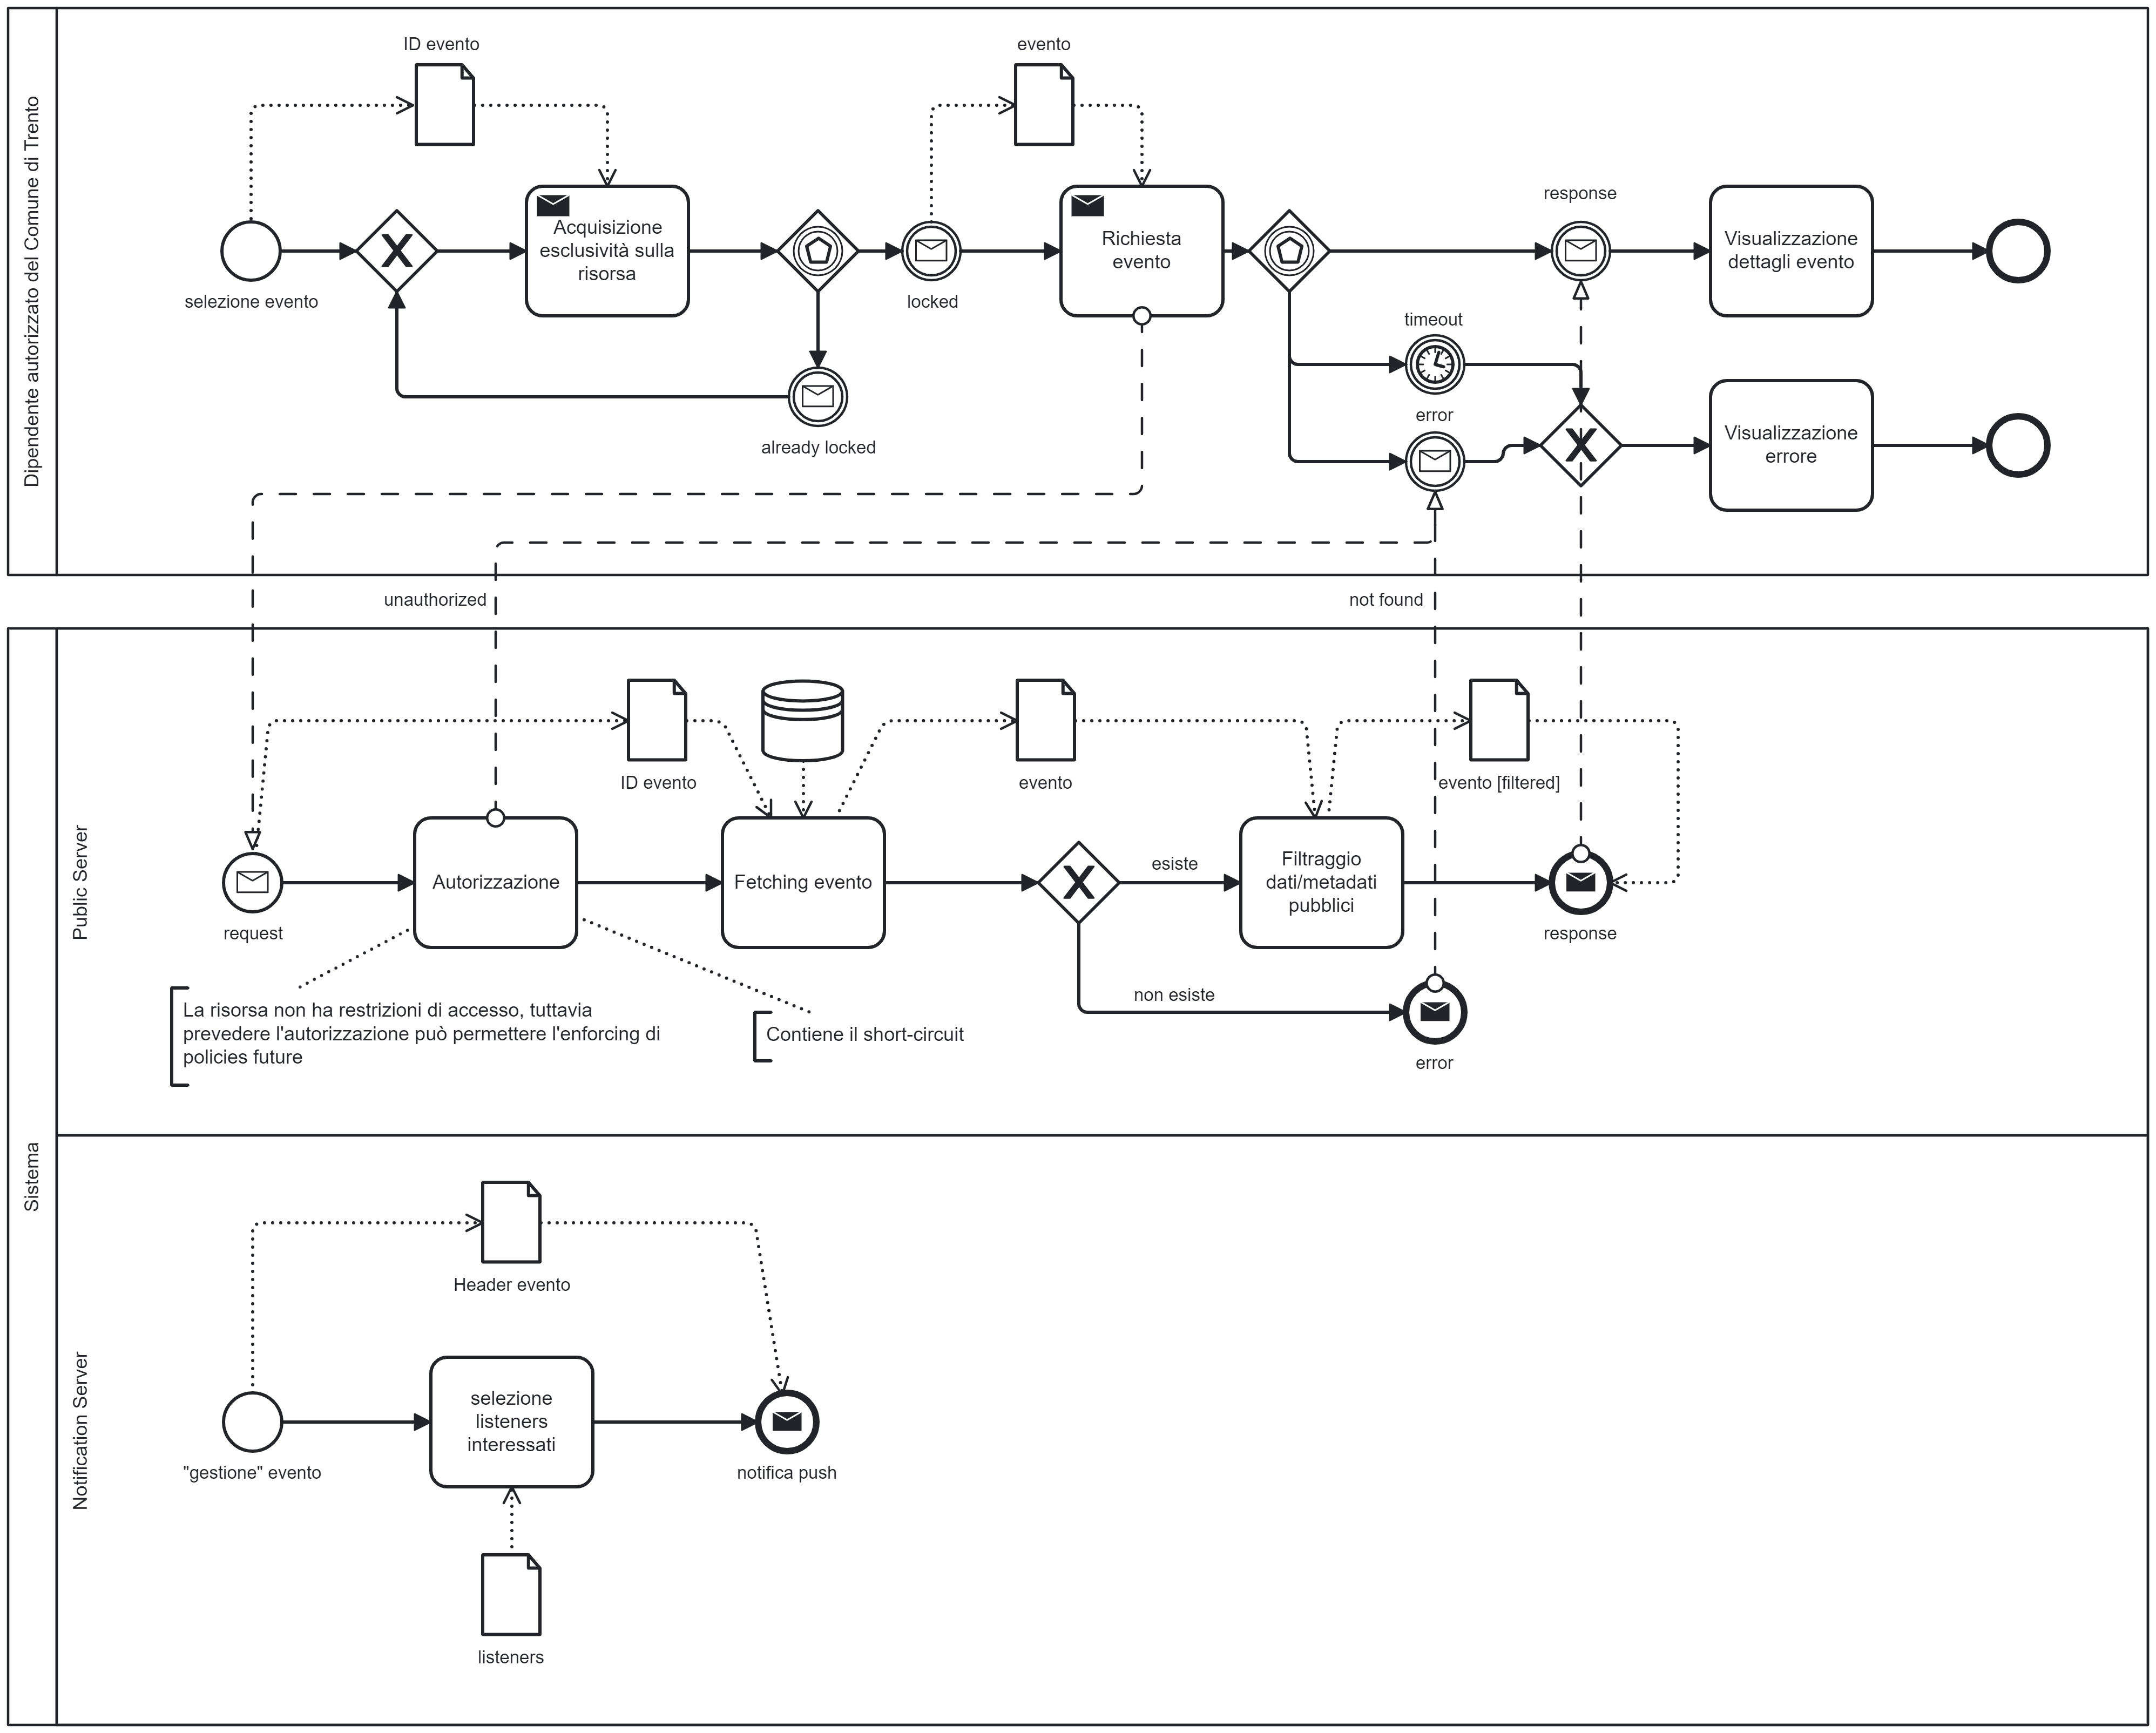 Dipendente autorizzato del Comune di Trento
ID evento
evento
selezione evento
Acquisizione
esclusività sulla
risorsa
already locked
locked
Richiesta
evento
response
timeout
error
Visualizzazione
dettagli evento
Visualizzazione
errore
unauthorized
not found
Sistema
Public Server
ID evento
evento
evento [filtered]
request
Autorizzazione
Fetching evento
esiste
non esiste
Filtraggio
dati/metadati
pubblici
response
error
La risorsa non ha restrizioni di accesso, tuttavia
prevedere l'autorizzazione può permettere l'enforcing di
policies future
Contiene il short-circuit
Notification Server
Header evento
"gestione" evento
selezione
listeners
interessati
notifica push
listeners